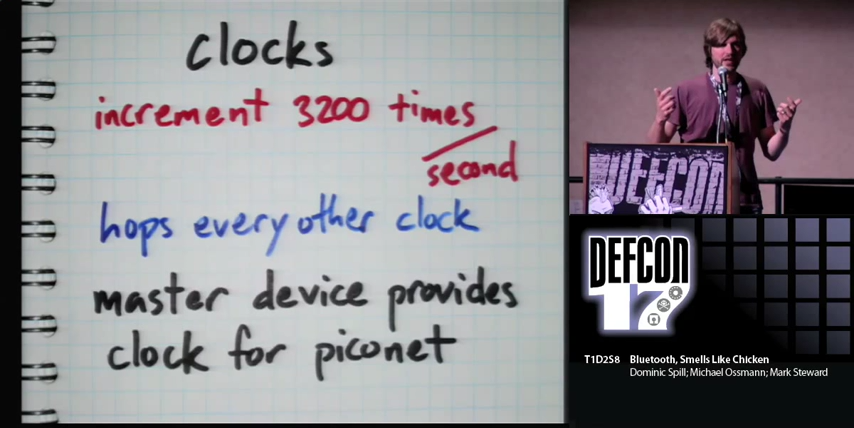 clocks
increment 3200 times
second
hops every other clock
master device provides
clock for piconet
DEFCON
DEFCON
17
T1D2S8 Bluetooth, Smells Like Chicken
Dominic Spill; Michael Ossmann; Mark Steward